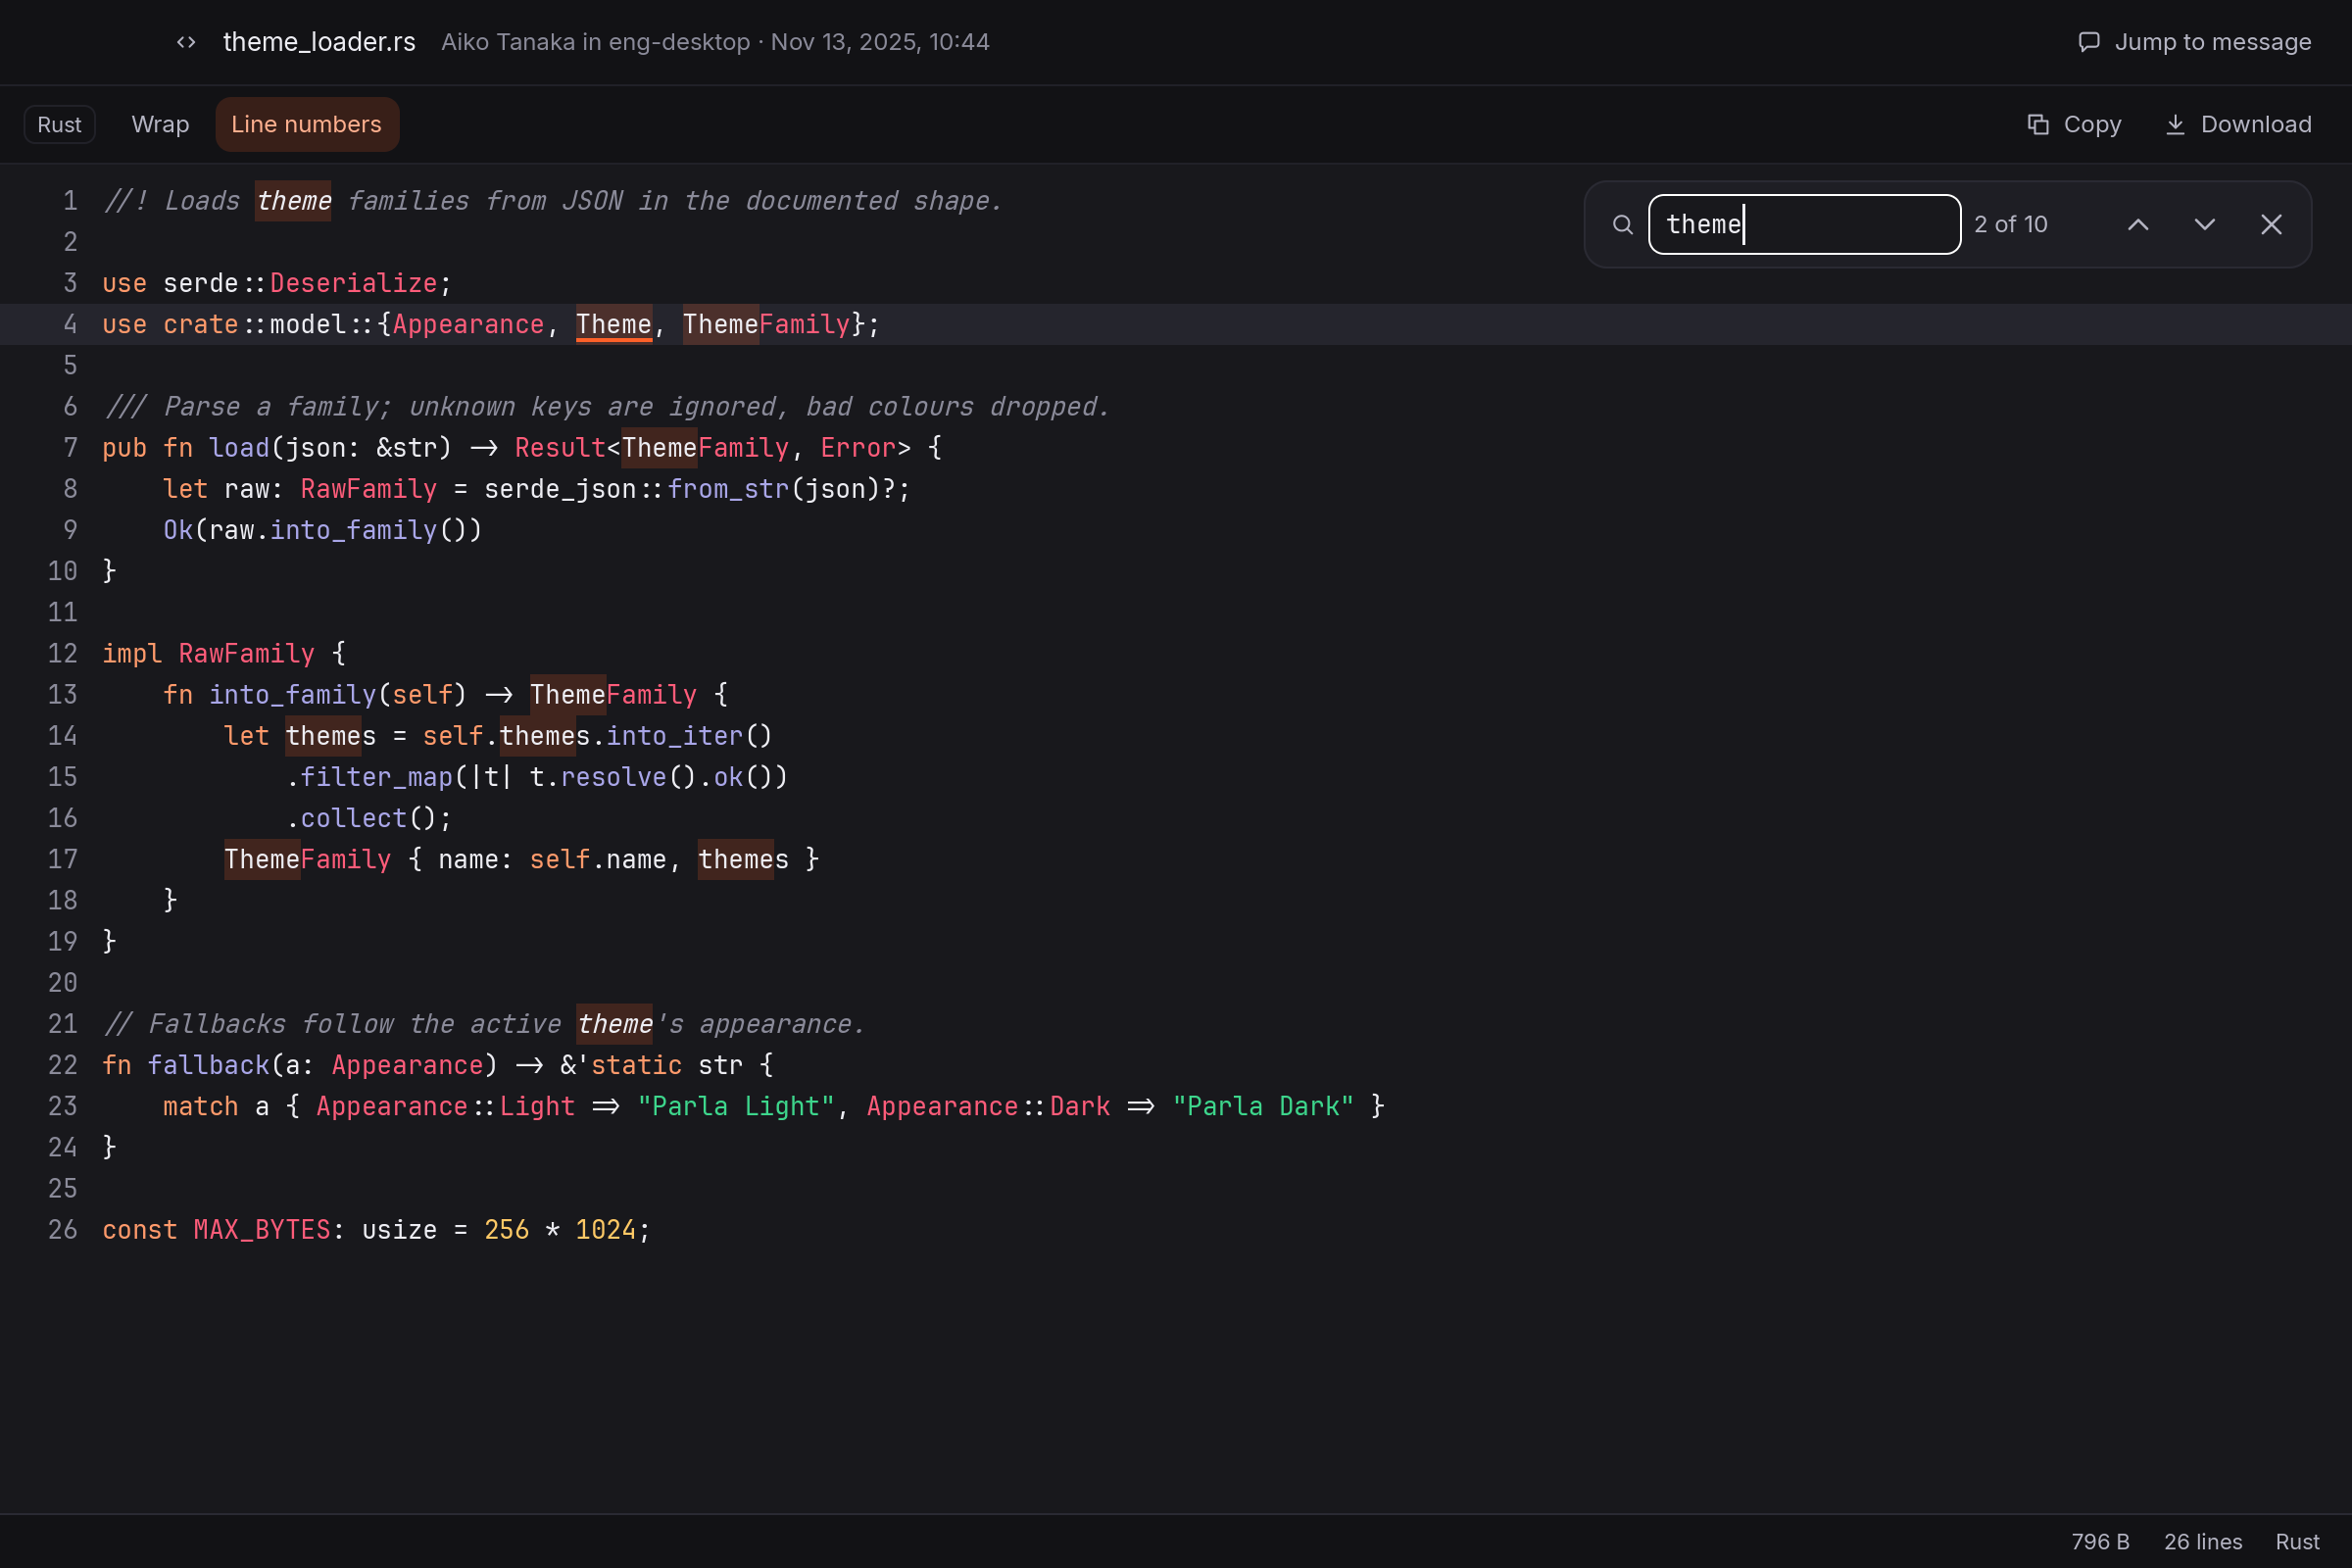 theme_loader.rs Aiko Tanaka in eng-desktop · Nov 13, 2025, 10:44 Jump to message
Rust Wrap Line numbers Copy Download
theme 2 of 10
1 //! Loads theme families from JSON in the documented shape.
2
3 use serde::Deserialize;
4 use crate::model::{Appearance, Theme, ThemeFamily};
5
6 /// Parse a family; unknown keys are ignored, bad colours dropped.
7 pub fn load(json: &str) -> Result<ThemeFamily, Error> {
8     let raw: RawFamily = serde_json::from_str(json)?;
9     Ok(raw.into_family())
10 }
11
12 impl RawFamily {
13     fn into_family(self) -> ThemeFamily {
14         let themes = self.themes.into_iter()
15             .filter_map(|t| t.resolve().ok())
16             .collect();
17         ThemeFamily { name: self.name, themes }
18     }
19 }
20
21 // Fallbacks follow the active theme's appearance.
22 fn fallback(a: Appearance) -> &'static str {
23     match a { Appearance::Light => "Parla Light", Appearance::Dark => "Parla Dark" }
24 }
25
26 const MAX_BYTES: usize = 256 * 1024;
796 B 26 lines Rust